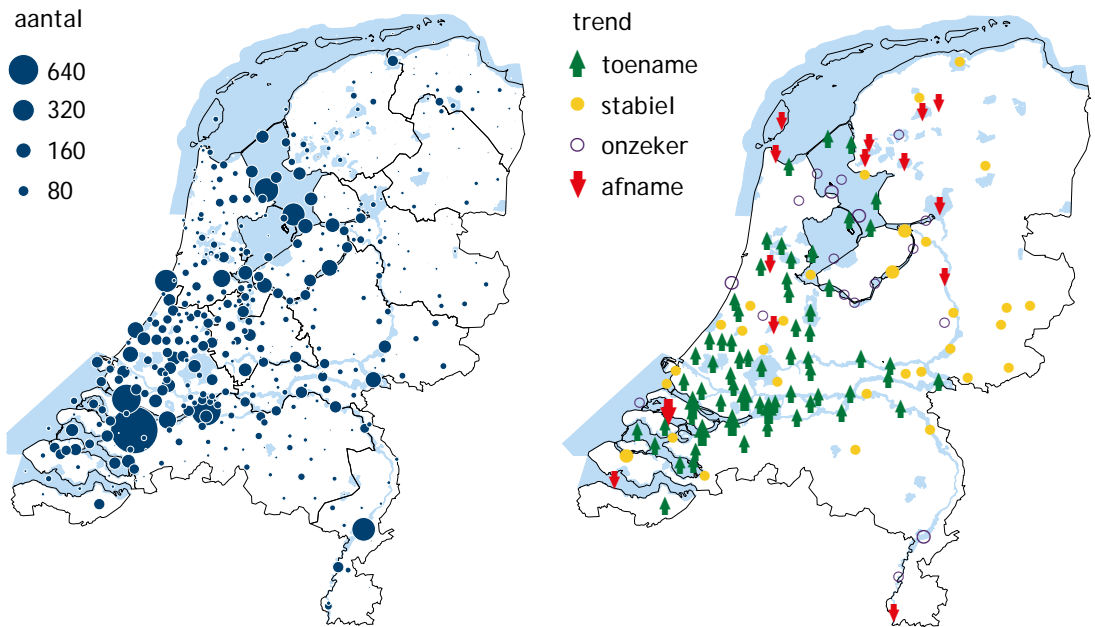 aantal
640
320
160
80
trend
toename
stabiel
onzeker
afname